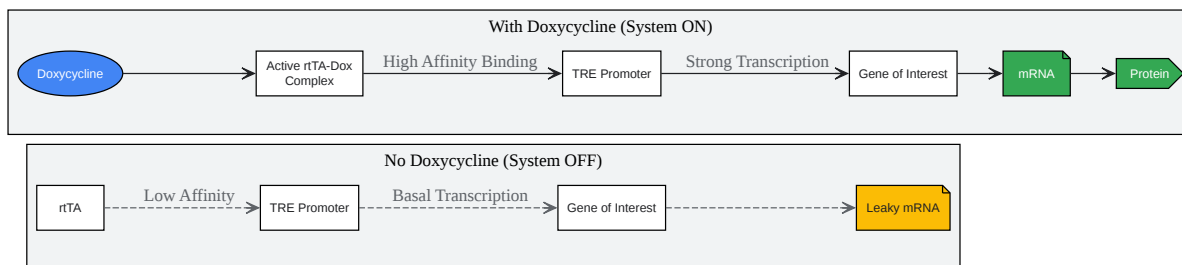 With Doxycycline (System ON)
Doxycycline
Active rtTA-Dox
Complex
High Affinity Binding
TRE Promoter
Strong Transcription
Gene of Interest
mRNA
Protein
No Doxycycline (System OFF)
rtTA
Low Affinity
TRE Promoter
Basal Transcription
Gene of Interest
Leaky mRNA